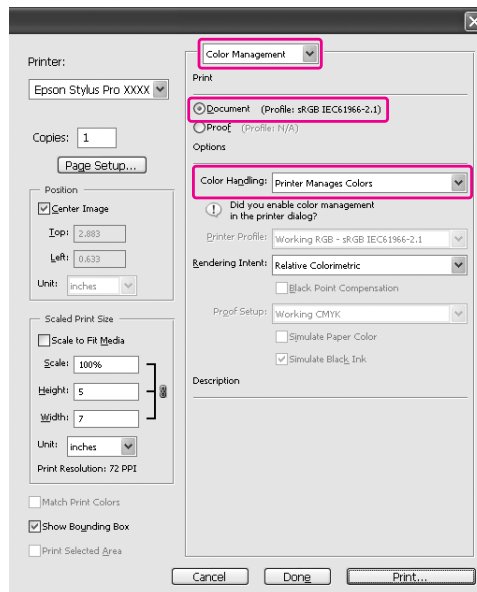 Printer:
Epson Stylus Pro XXXX
Copies: 1
Page Setup...
Position
Center Image
Top: 2.883
Left: 0.633
Unit: inches
Scaled Print Size
Scale to Fit Media
Scale: 100%
Height: 5
Width: 7
Unit: inches
Print Resolution: 72 PPI
Match Print Colors
Show Bounding Box
Print Selected Area
Color Management
Print
Document (Profile: sRGB IEC61966-2.1)
Proof (Profile: N/A)
Options
Color Handling: Printer Manages Colors
Did you enable color management
in the printer dialog?
Printer Profile: Working RGB - sRGB IEC61966-2.1
Rendering Intent: Relative Colorimetric
Black Point Compensation
Proof Setup: Working CMYK
Simulate Paper Color
Simulate Black Ink
Description
Cancel Done Print...